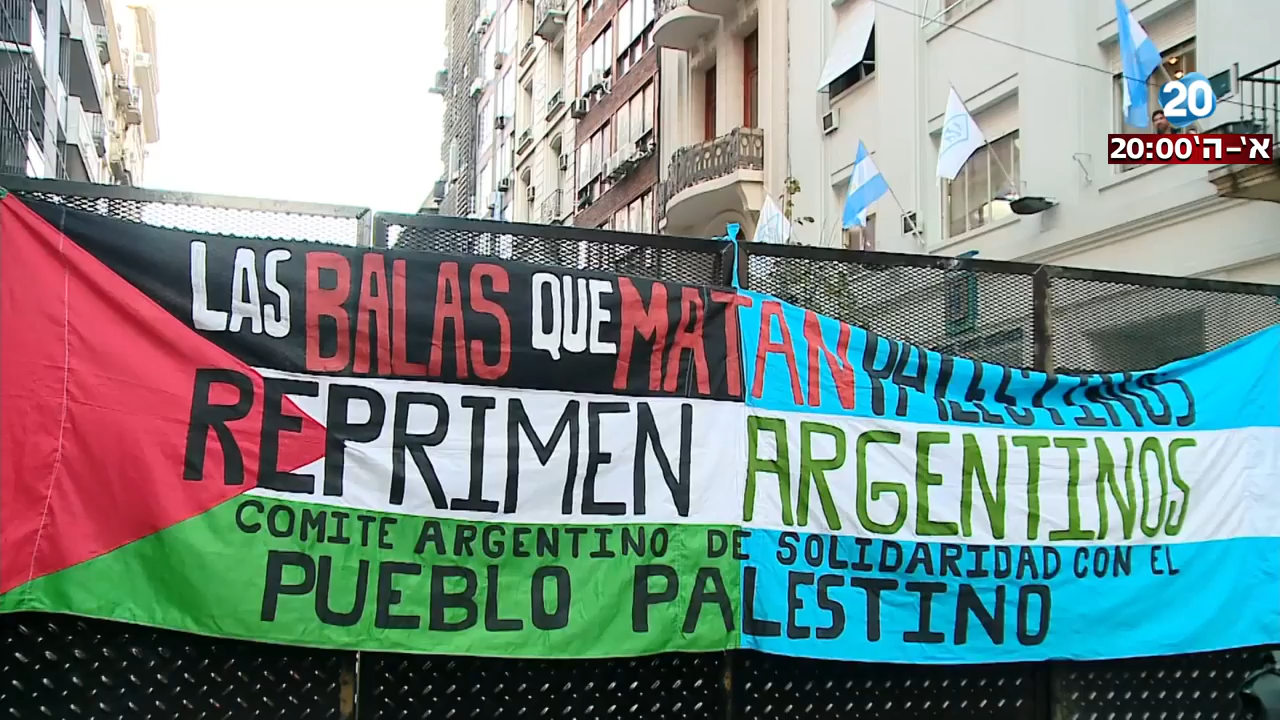 20
א'-ה' 20:00
LAS BALAS QUE MATAN PALESTINOS
REPRIMEN ARGENTINOS
COMITE ARGENTINO DE SOLIDARIDAD CON EL
PUEBLO PALESTINO